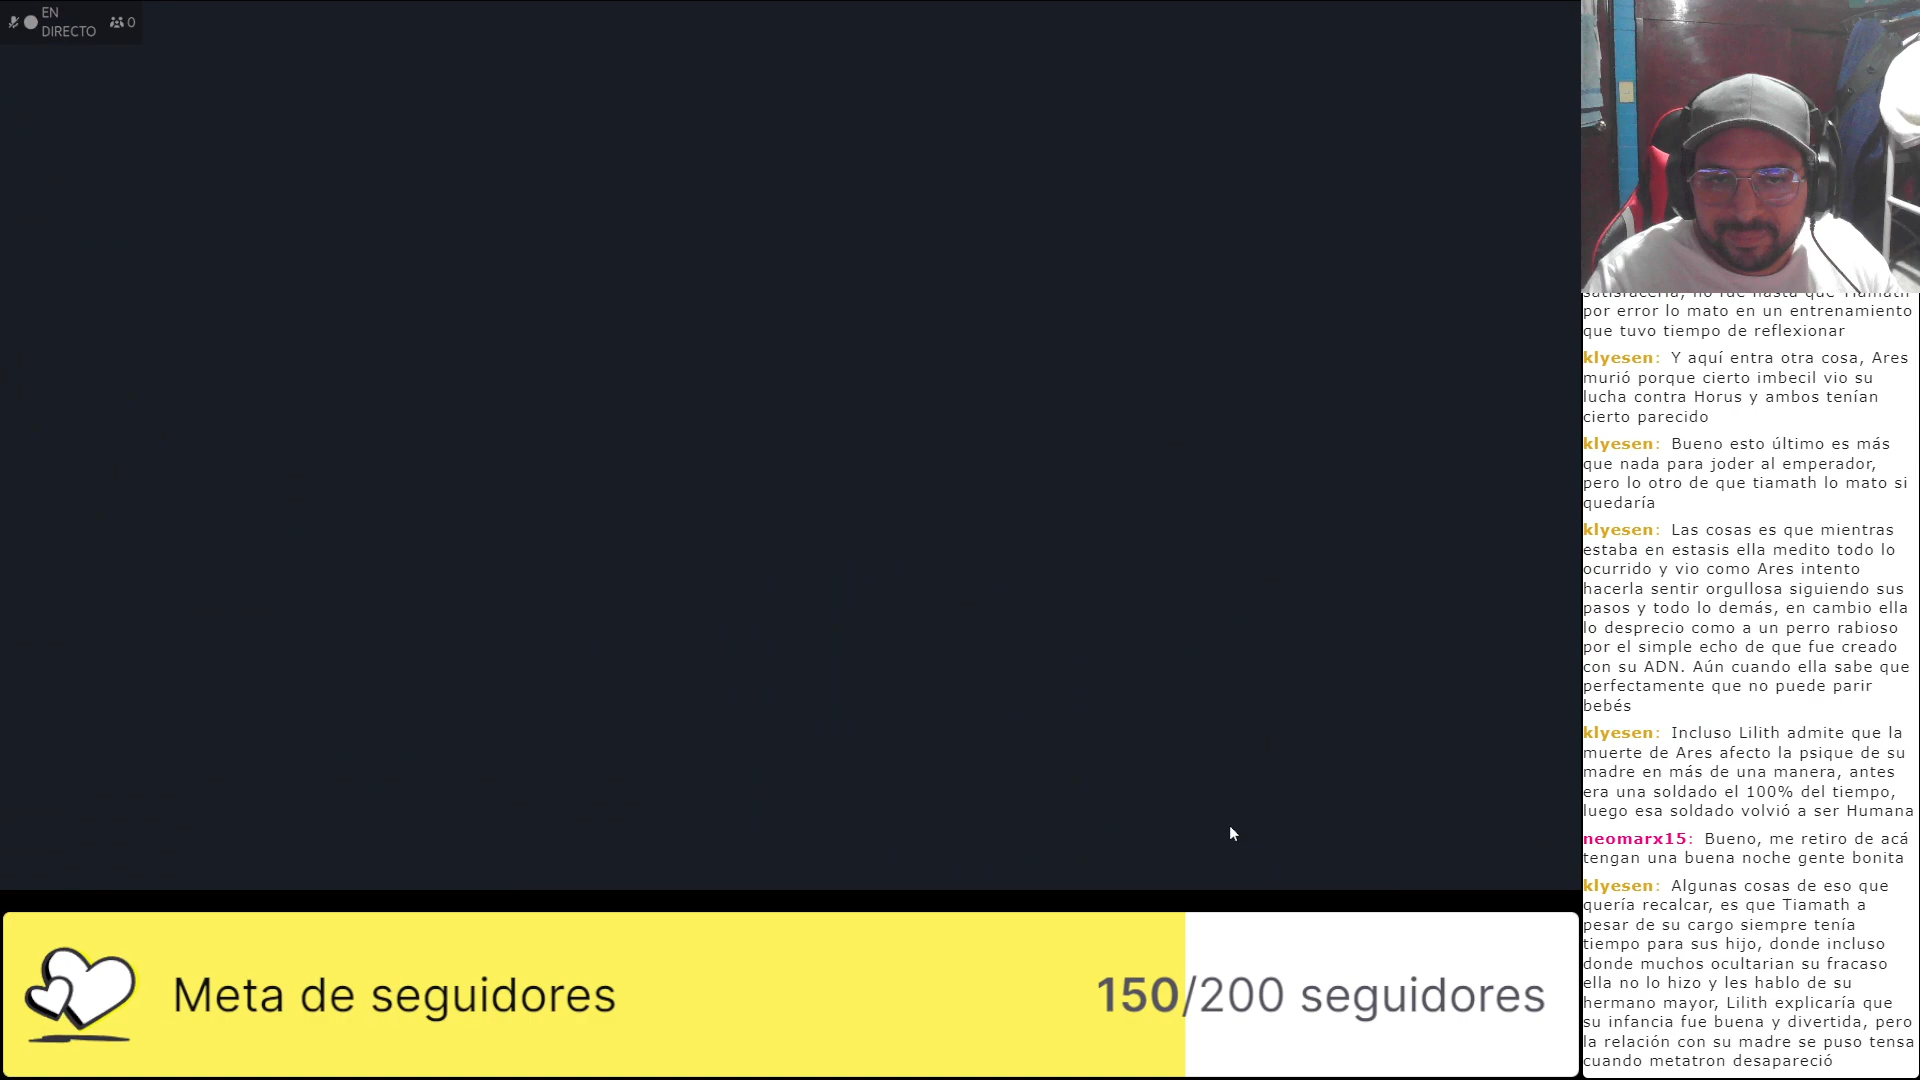 EN
DIRECTO
0
por error lo mato en un entrenamiento
que tuvo tiempo de reflexionar
klyesen: Y aquí entra otra cosa, Ares
murió porque cierto imbecil vio su
lucha contra Horus y ambos tenían
cierto parecido
klyesen: Bueno esto último es más
que nada para joder al emperador,
pero lo otro de que tiamath lo mato si
quedaría
klyesen: Las cosas es que mientras
estaba en estasis ella medito todo lo
ocurrido y vio como Ares intento
hacerla sentir orgullosa siguiendo sus
pasos y todo lo demás, en cambio ella
lo desprecio como a un perro rabioso
por el simple echo de que fue creado
con su ADN. Aún cuando ella sabe que
perfectamente que no puede parir
bebés
klyesen: Incluso Lilith admite que la
muerte de Ares afecto la psique de su
madre en más de una manera, antes
era una soldado el 100% del tiempo,
luego esa soldado volvió a ser Humana
neomarx15: Bueno, me retiro de acá
tengan una buena noche gente bonita
klyesen: Algunas cosas de eso que
quería recalcar, es que Tiamath a
pesar de su cargo siempre tenía
tiempo para sus hijo, donde incluso
donde muchos ocultarian su fracaso
ella no lo hizo y les hablo de su
hermano mayor, Lilith explicaría que
su infancia fue buena y divertida, pero
la relación con su madre se puso tensa
cuando metatron desapareció
Meta de seguidores
150/200 seguidores